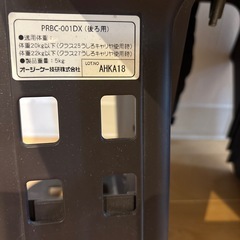 PRBC-001DX (後ろ用)
●適用体重:
体重20kg以下(クラス25うしろキャリヤ使用時)
体重22kg以下(クラス27うしろキャリヤ使用時)
●製品重量:5kg
オージーケー技研株式会社
LOT.NO
AHKA18